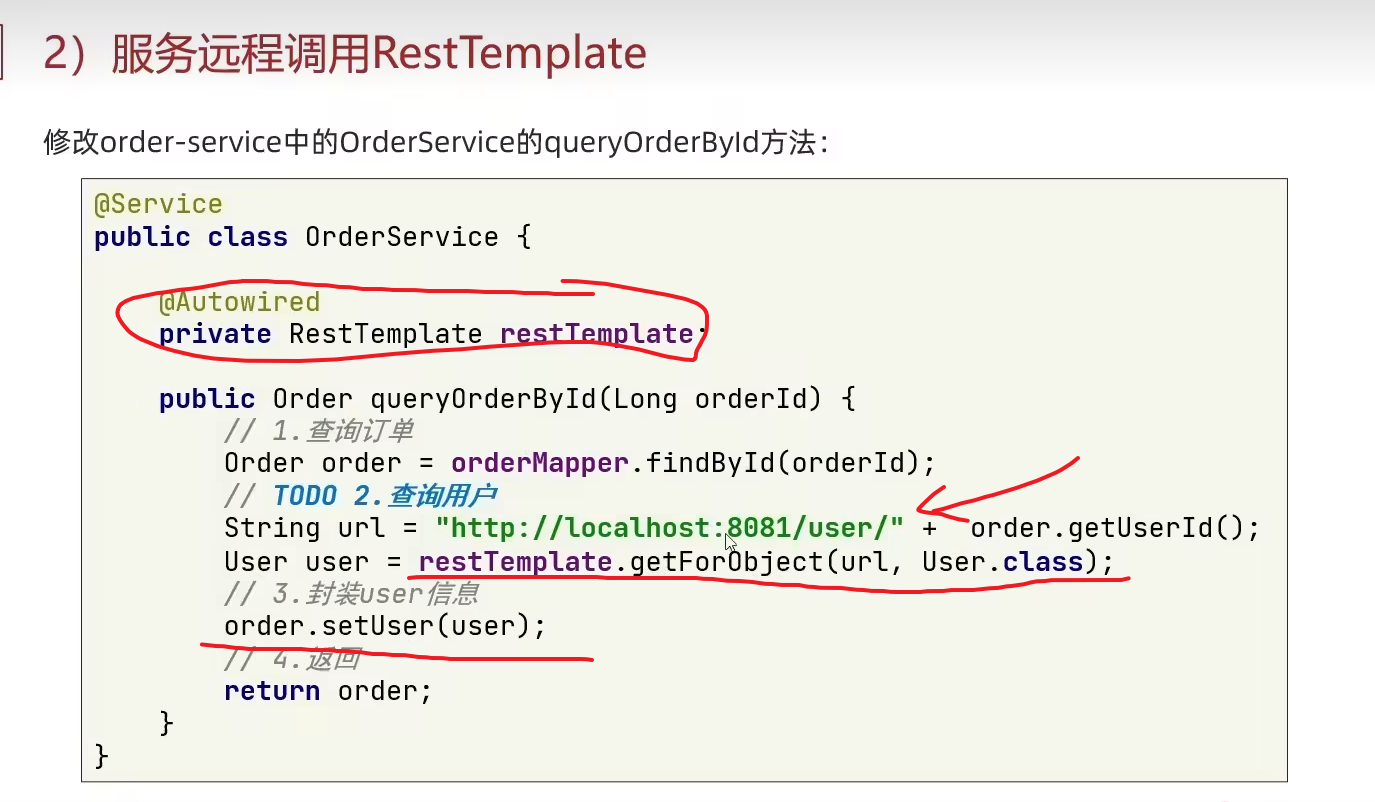 2）服务远程调用RestTemplate
修改order-service中的OrderService的queryOrderById方法：
@Service
public class OrderService {
@Autowired
private RestTemplate restTemplate;
public Order queryOrderById(Long orderId) {
// 1.查询订单
Order order = orderMapper.findById(orderId);
// TODO 2.查询用户
String url = "http://localhost:8081/user/" +  order.getUserId();
User user = restTemplate.getForObject(url, User.class);
// 3.封装user信息
order.setUser(user);
// 4.返回
return order;
}
}